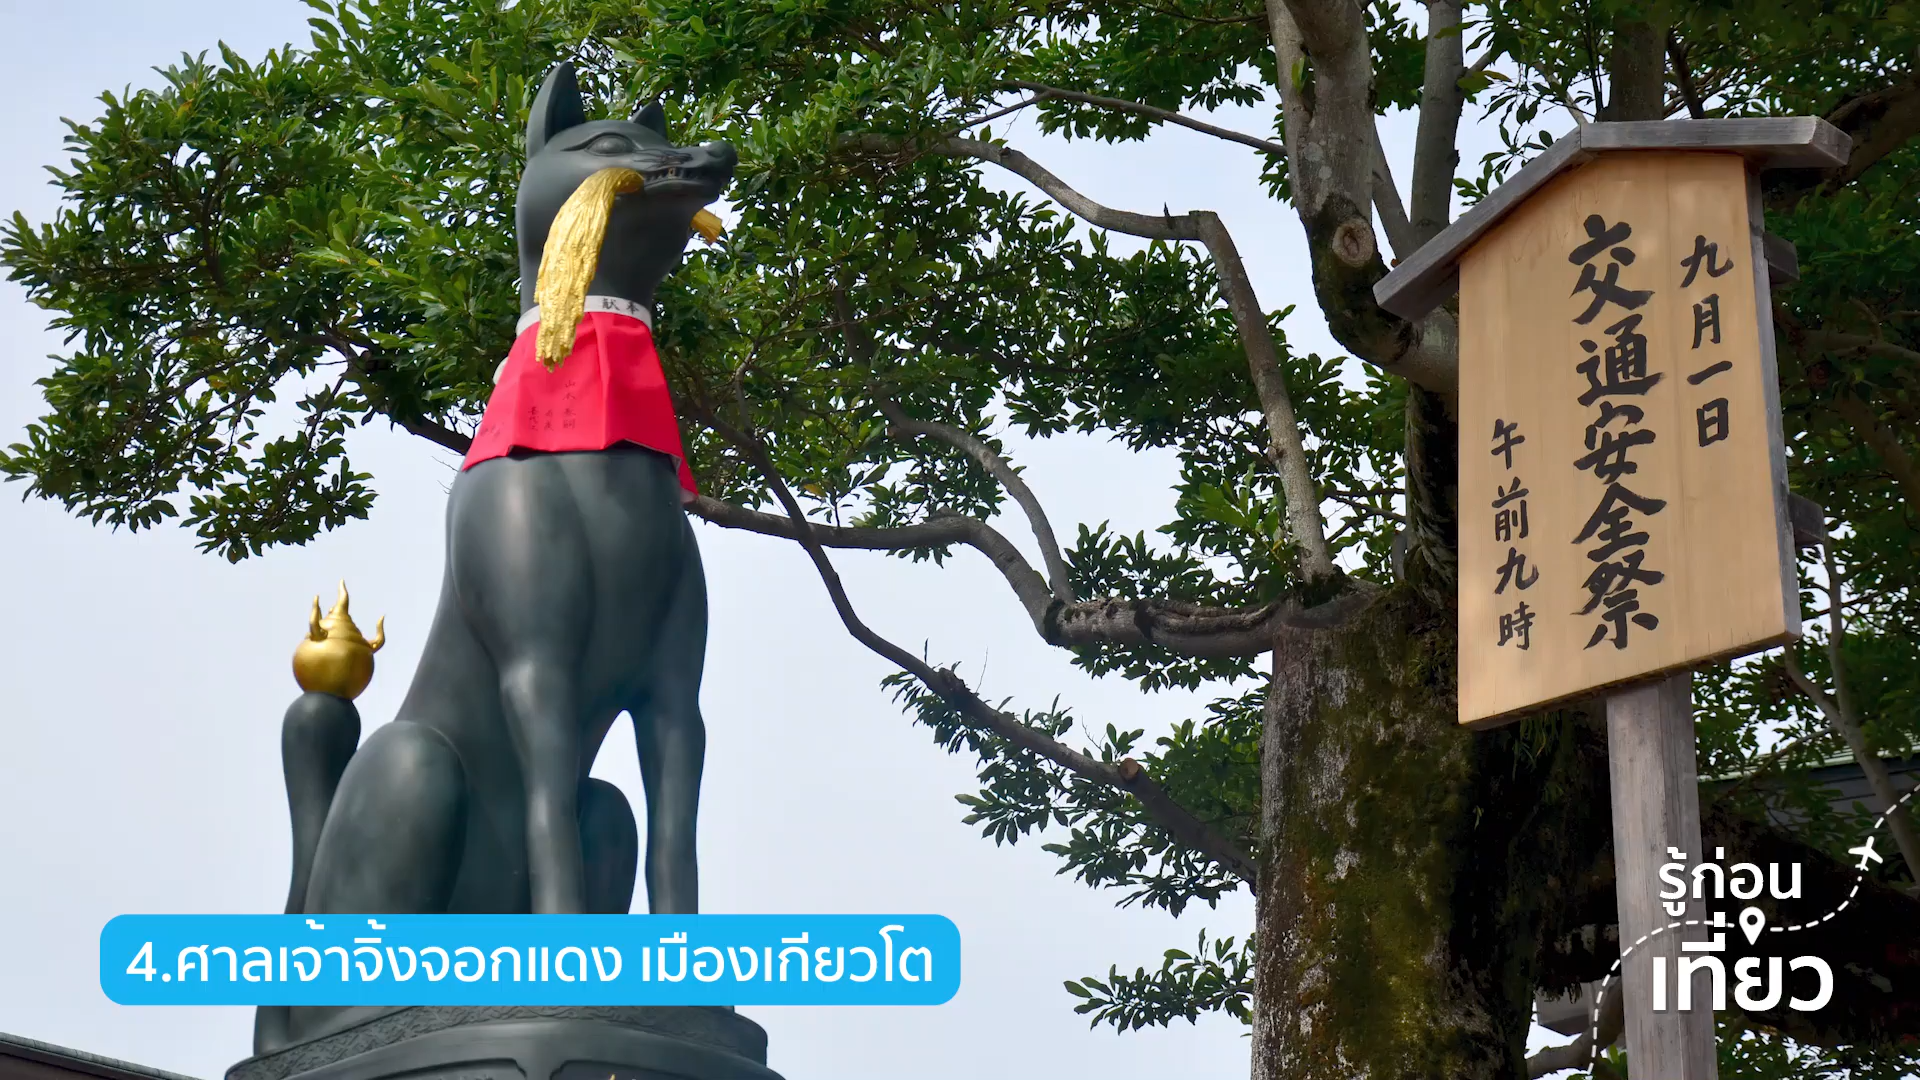 九月一日
交通安全祭
午前九時
献奉
4.ศาลเจ้าจิ้งจอกแดง เมืองเกียวโต
รู้ก่อน
เที่ยว